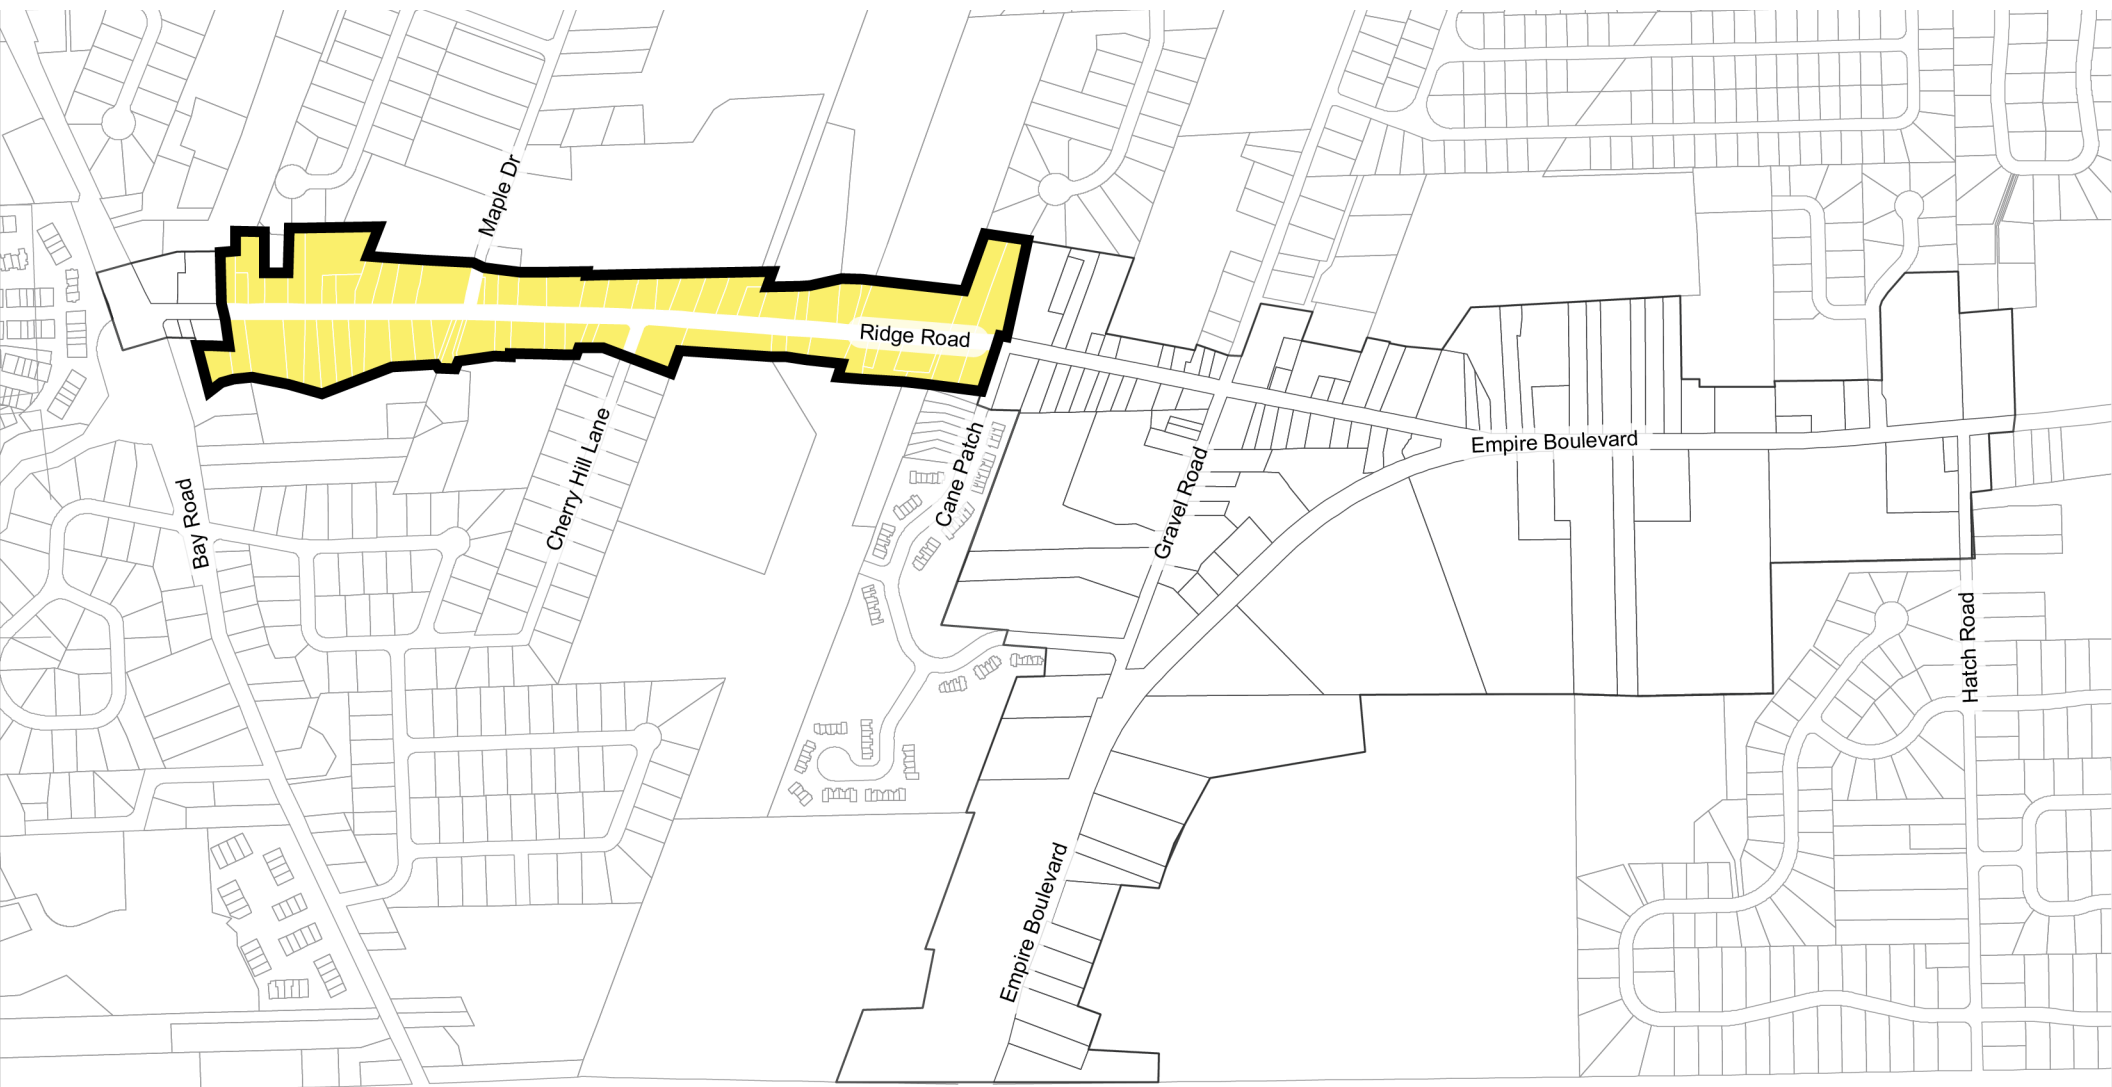 Maple Dr
Ridge Road
Empire Boulevard
Cherry Hill Lane
Cane Patch
Gravel Road
Bay Road
Hatch Road
Empire Boulevard